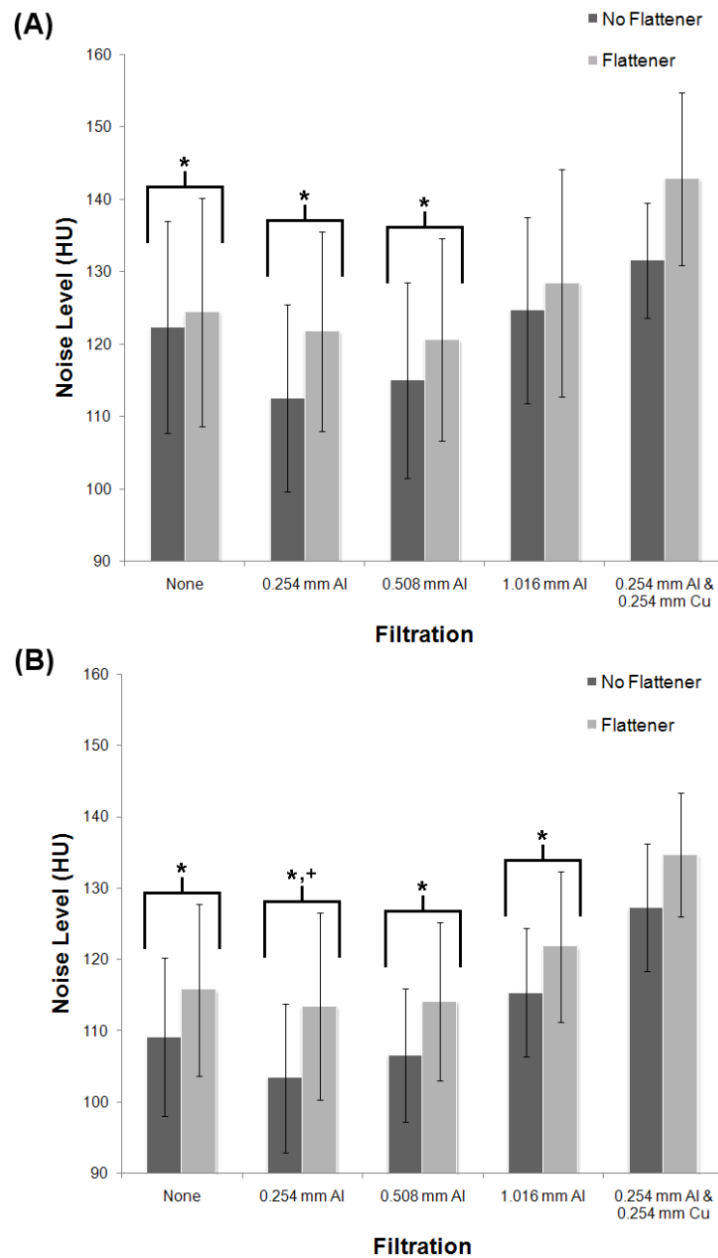 (A)
No Flattener
Flattener
160
150
140
130
120
110
100
90
Noise Level (HU)
*
*
*
None
0.254 mm Al
0.508 mm Al
1.016 mm Al
0.254 mm Al &
0.254 mm Cu
Filtration
(B)
No Flattener
Flattener
160
150
140
130
120
110
100
90
Noise Level (HU)
*
*,+
*
*
None
0.254 mm Al
0.508 mm Al
1.016 mm Al
0.254 mm Al &
0.254 mm Cu
Filtration